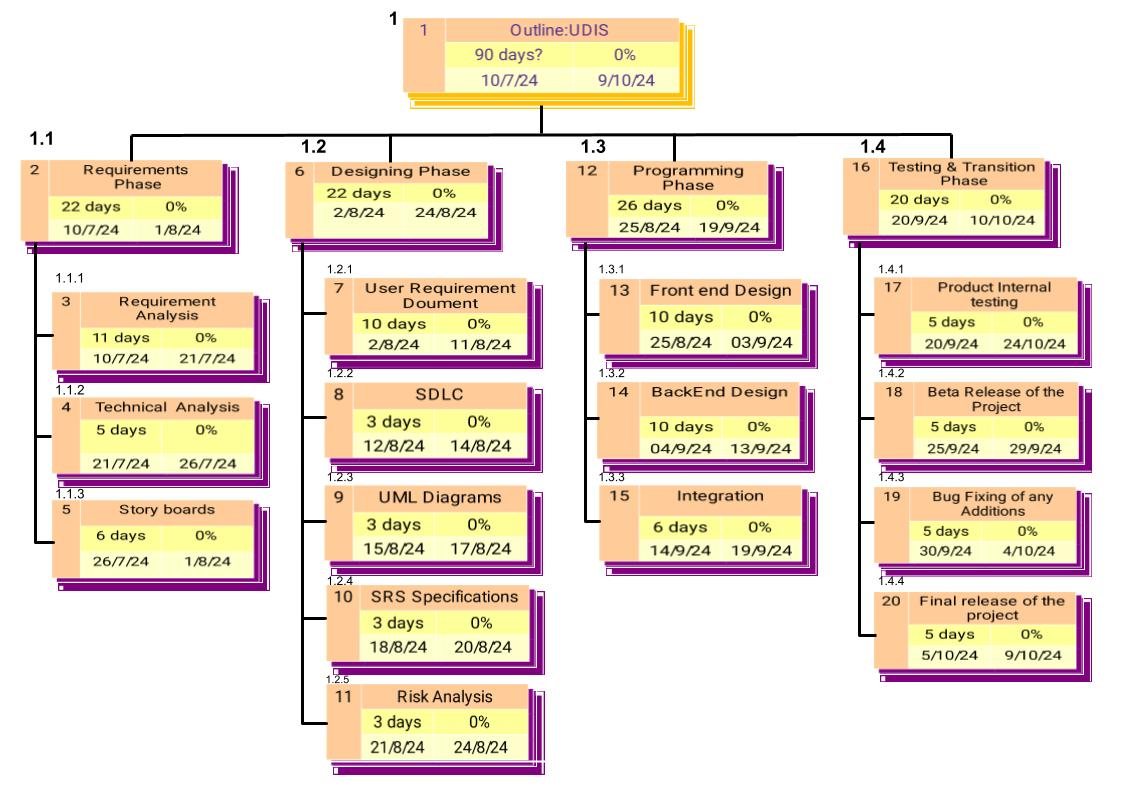 1
1 Outline:UDIS
90 days? 0%
10/7/24 9/10/24
1.1
2 Requirements
Phase
22 days 0%
10/7/24 1/8/24
1.1.1
3 Requirement
Analysis
11 days 0%
10/7/24 21/7/24
1.1.2
4 Technical Analysis
5 days 0%
21/7/24 26/7/24
1.1.3
5 Story boards
6 days 0%
26/7/24 1/8/24
1.2
6 Designing Phase
22 days 0%
2/8/24 24/8/24
1.2.1
7 User Requirement
Doument
10 days 0%
2/8/24 11/8/24
1.2.2
8 SDLC
3 days 0%
12/8/24 14/8/24
1.2.3
9 UML Diagrams
3 days 0%
15/8/24 17/8/24
1.2.4
10 SRS Specifications
3 days 0%
18/8/24 20/8/24
1.2.5
11 Risk Analysis
3 days 0%
21/8/24 24/8/24
1.3
12 Programming
Phase
26 days 0%
25/8/24 19/9/24
1.3.1
13 Front end Design
10 days 0%
25/8/24 03/9/24
1.3.2
14 BackEnd Design
10 days 0%
04/9/24 13/9/24
1.3.3
15 Integration
6 days 0%
14/9/24 19/9/24
1.4
16 Testing & Transition
Phase
20 days 0%
20/9/24 10/10/24
1.4.1
17 Product Internal
testing
5 days 0%
20/9/24 24/10/24
1.4.2
18 Beta Release of the
Project
5 days 0%
25/9/24 29/9/24
1.4.3
19 Bug Fixing of any
Additions
5 days 0%
30/9/24 4/10/24
1.4.4
20 Final release of the
project
5 days 0%
5/10/24 9/10/24